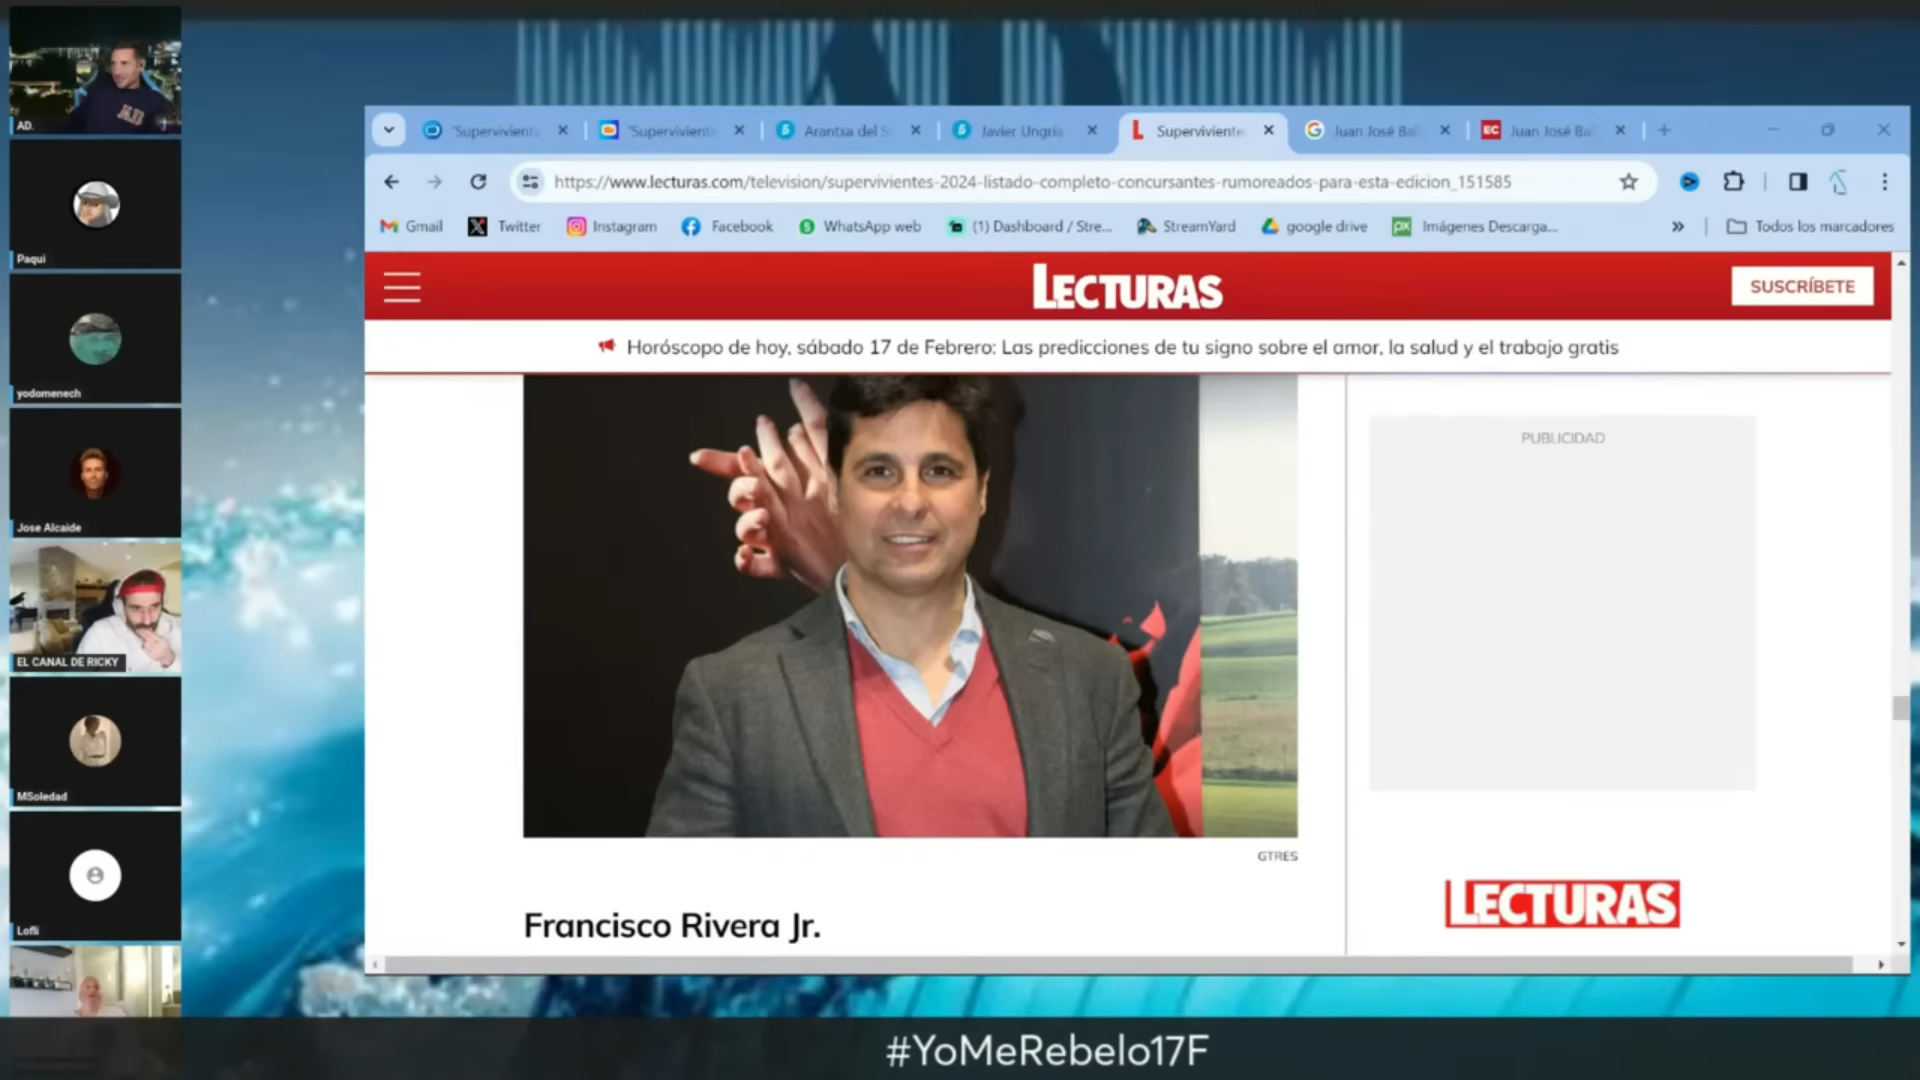 AD.
Paqui
yodomenech
Jose Alcaide
EL CANAL DE RICKY
MSoledad
Lofli
"Supervivient
"Supervivient
Arantxa del S
Javier Ungría
Superviviente
Juan José Bal
EC Juan José Ba
https://www.lecturas.com/television/supervivientes-2024-listado-completo-concursantes-rumoreados-para-esta-edicion_151585
Gmail
Twitter
Instagram
Facebook
WhatsApp web
(1) Dashboard / Stre...
StreamYard
google drive
px Imágenes Descarga...
Todos los marcadores
LECTURAS
SUSCRÍBETE
Horóscopo de hoy, sábado 17 de Febrero: Las predicciones de tu signo sobre el amor, la salud y el trabajo gratis
PUBLICIDAD
GTRES
Francisco Rivera Jr.
LECTURAS
#YoMeRebelo17F